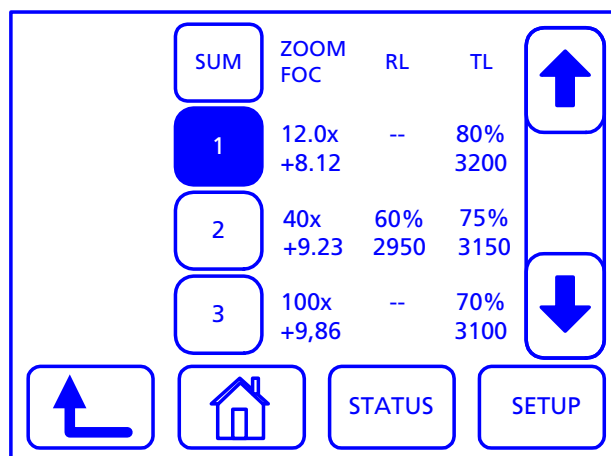 SUM ZOOM FOC RL TL
1 12.0x -- 80%
+8.12 3200
2 40x 60% 75%
+9.23 2950 3150
3 100x -- 70%
+9,86 3100
STATUS SETUP